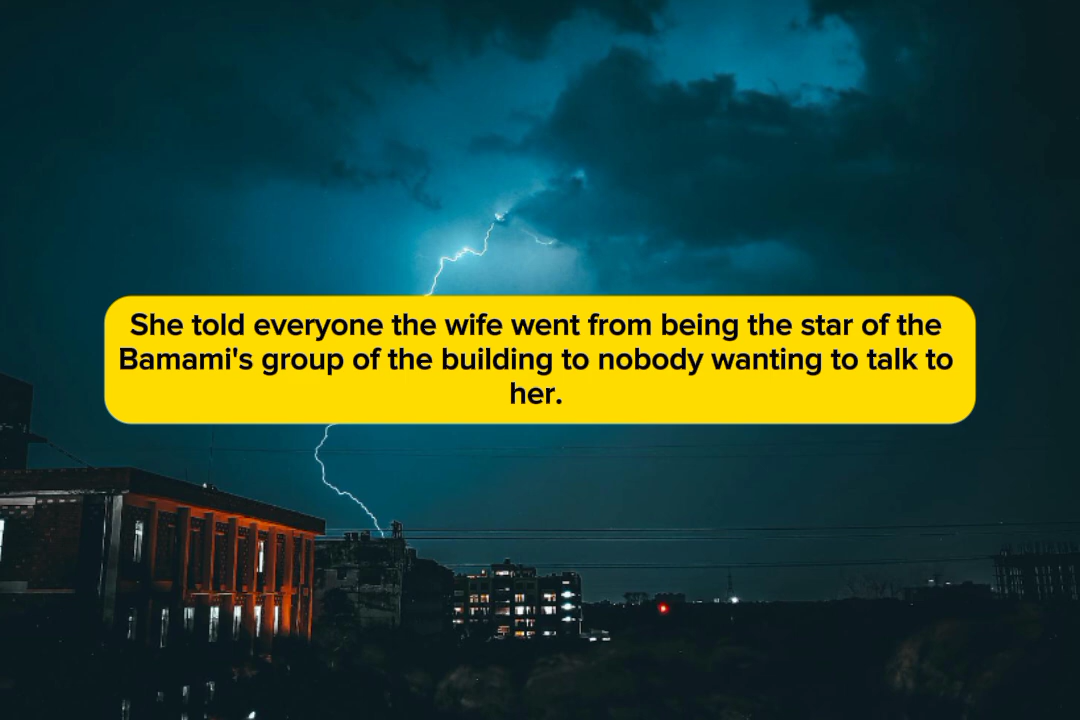 She told everyone the wife went from being the star of the
Bamami's group of the building to nobody wanting to talk to
her.